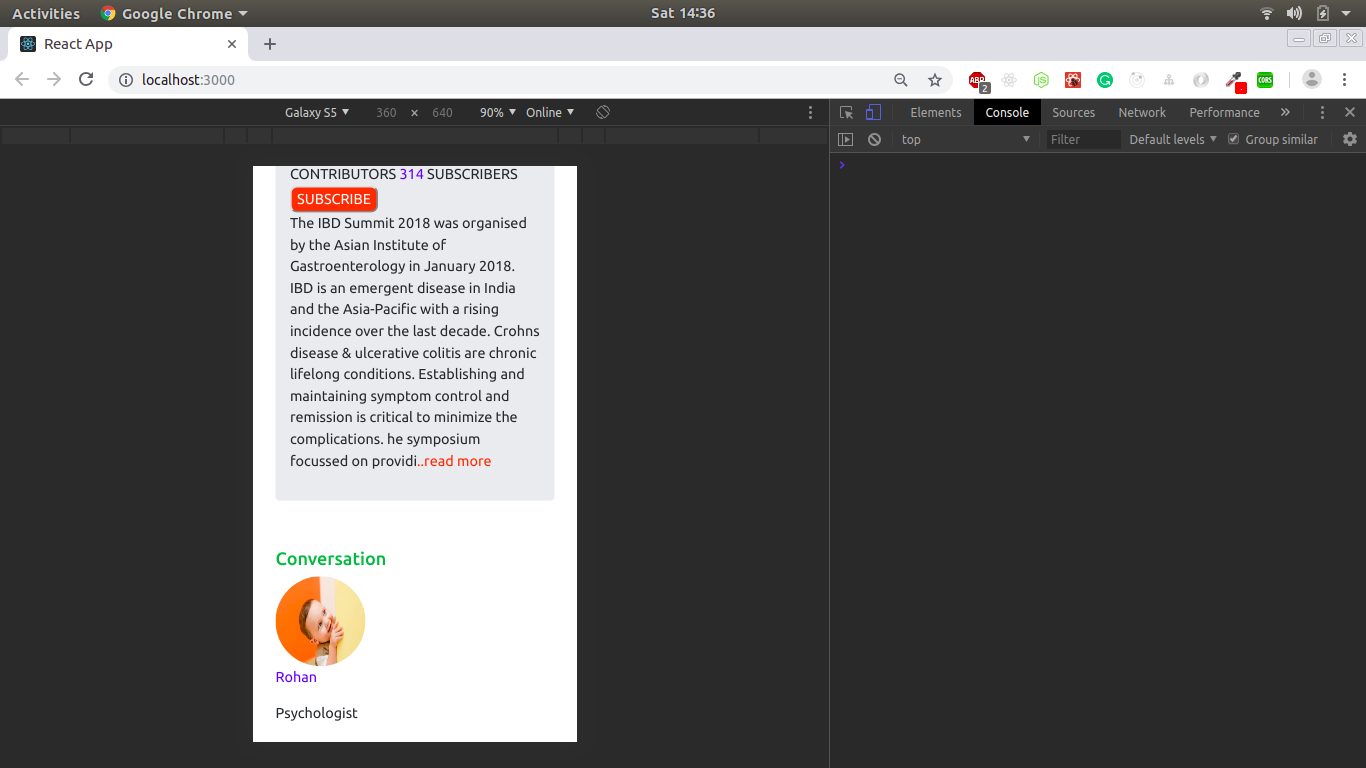 Activities Google Chrome Sat 14:36
React App
localhost:3000 ABP 2 CORS
Galaxy S5 360 × 640 90% Online Elements Console Sources Network Performance
top Filter Default levels Group similar
CONTRIBUTORS 314 SUBSCRIBERS
SUBSCRIBE
The IBD Summit 2018 was organised
by the Asian Institute of
Gastroenterology in January 2018.
IBD is an emergent disease in India
and the Asia-Pacific with a rising
incidence over the last decade. Crohns
disease & ulcerative colitis are chronic
lifelong conditions. Establishing and
maintaining symptom control and
remission is critical to minimize the
complications. he symposium
focussed on providi..read more
Conversation
Rohan
Psychologist